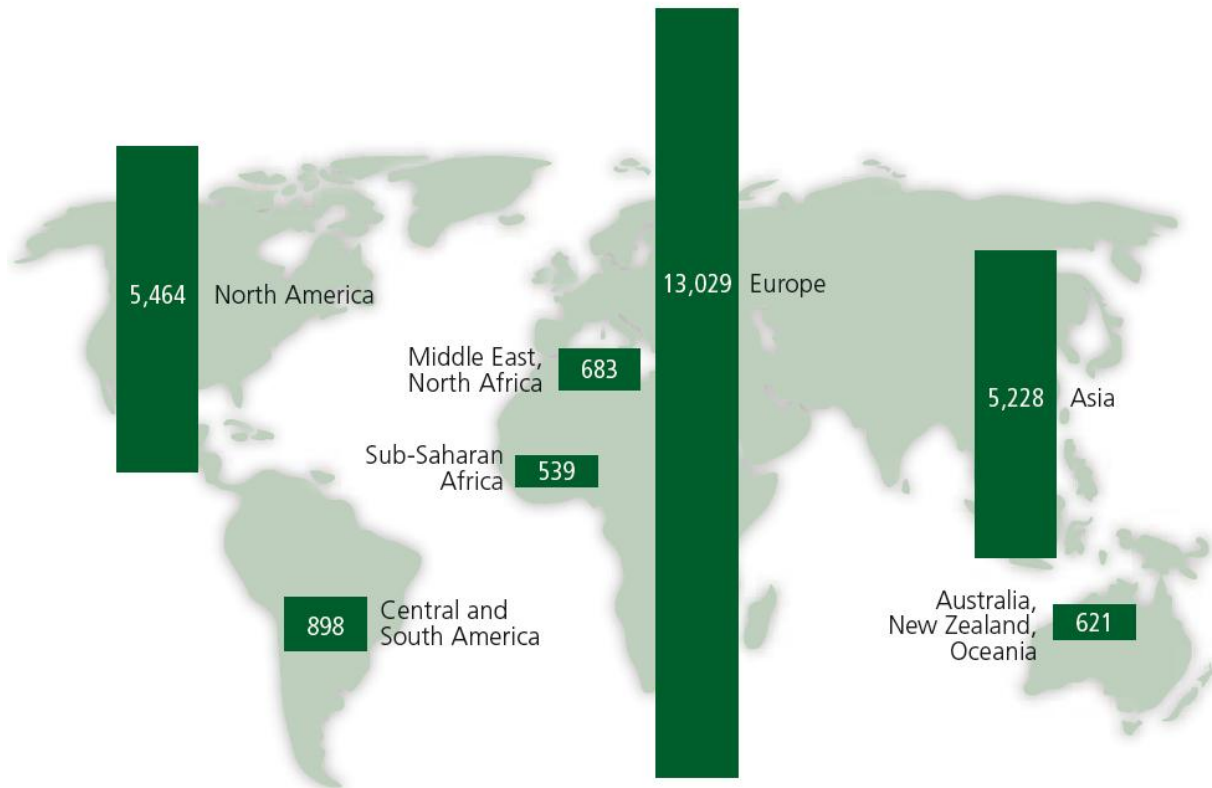 5,464
North America
13,029
Europe
Middle East,
North Africa
683
5,228
Asia
Sub-Saharan
Africa
539
898
Central and
South America
Australia,
New Zealand,
Oceania
621